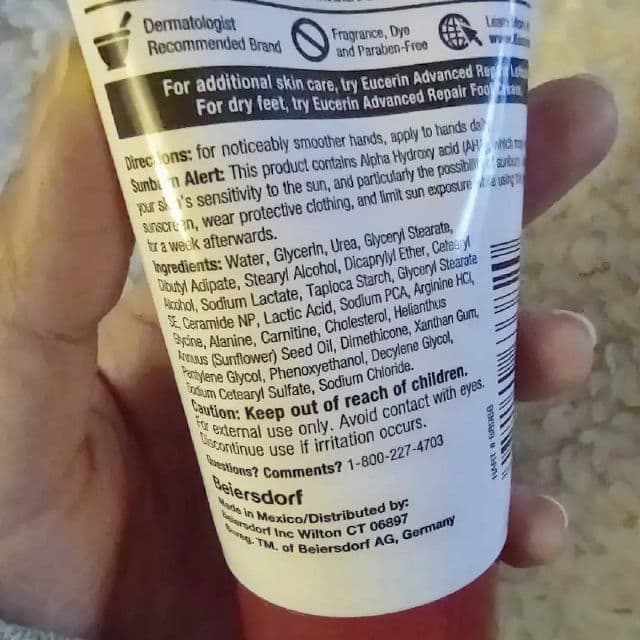 Dermatologist
Recommended Brand
Fragrance, Dye
and Paraben-Free
For additional skin care, try Eucerin Advanced
For dry feet, try Eucerin Advanced Repair
Directions: for noticeably smoother hands, apply to hands
Sunburn Alert: This product contains Alpha Hydroxy acid
your skin's sensitivity to the sun, and particularly the
sunscreen, wear protective clothing, and limit sun exposure using
for a week afterwards.
Ingredients: Water, Glycerin, Urea, Glyceryl Stearate,
Dibutyl Adipate, Stearyl Alcohol, Dicaprylyl Ether, Cetearyl
Alcohol, Sodium Lactate, Tapioca Starch, Glyceryl Stearate
SE, Ceramide NP, Lactic Acid, Sodium PCA, Arginine HCl,
Glycine, Alanine, Carnitine, Cholesterol, Helianthus
Annuus (Sunflower) Seed Oil, Dimethicone, Xanthan Gum,
Pentylene Glycol, Phenoxyethanol, Decylene Glycol,
Sodium Cetearyl Sulfate, Sodium Chloride.
Caution: Keep out of reach of children.
For external use only. Avoid contact with eyes.
Discontinue use if irritation occurs.
Questions? Comments? 1-800-227-4703
Beiersdorf
Made in Mexico/Distributed by:
Beiersdorf Inc Wilton CT 06897
TM. of Beiersdorf AG, Germany